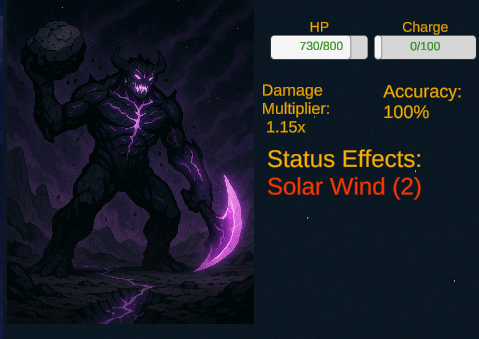 HP
Charge
730/800
0/100
Damage
Multiplier:
1.15x
Accuracy:
100%
Status Effects:
Solar Wind (2)